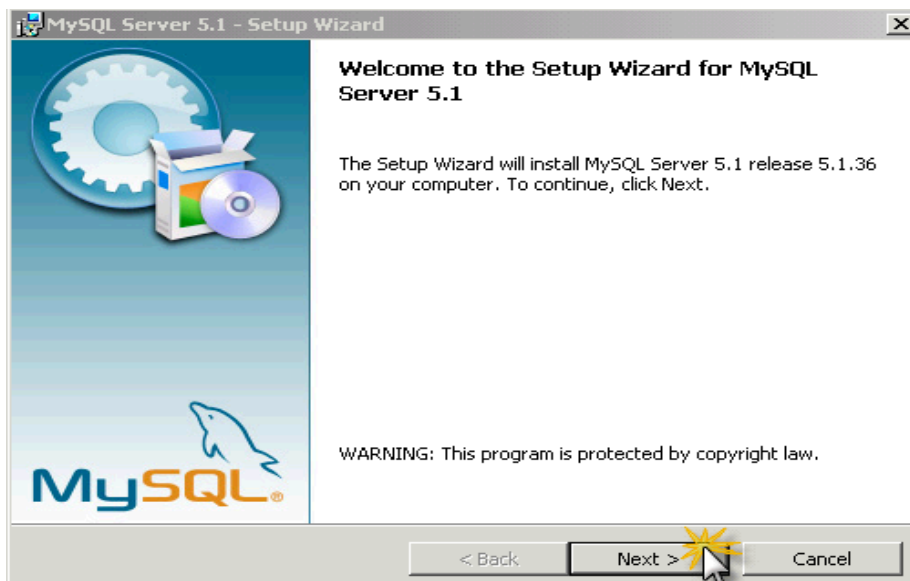 MySQL Server 5.1 - Setup Wizard
Welcome to the Setup Wizard for MySQL
Server 5.1
The Setup Wizard will install MySQL Server 5.1 release 5.1.36
on your computer. To continue, click Next.
WARNING: This program is protected by copyright law.
MySQL®
< Back
Next >
Cancel